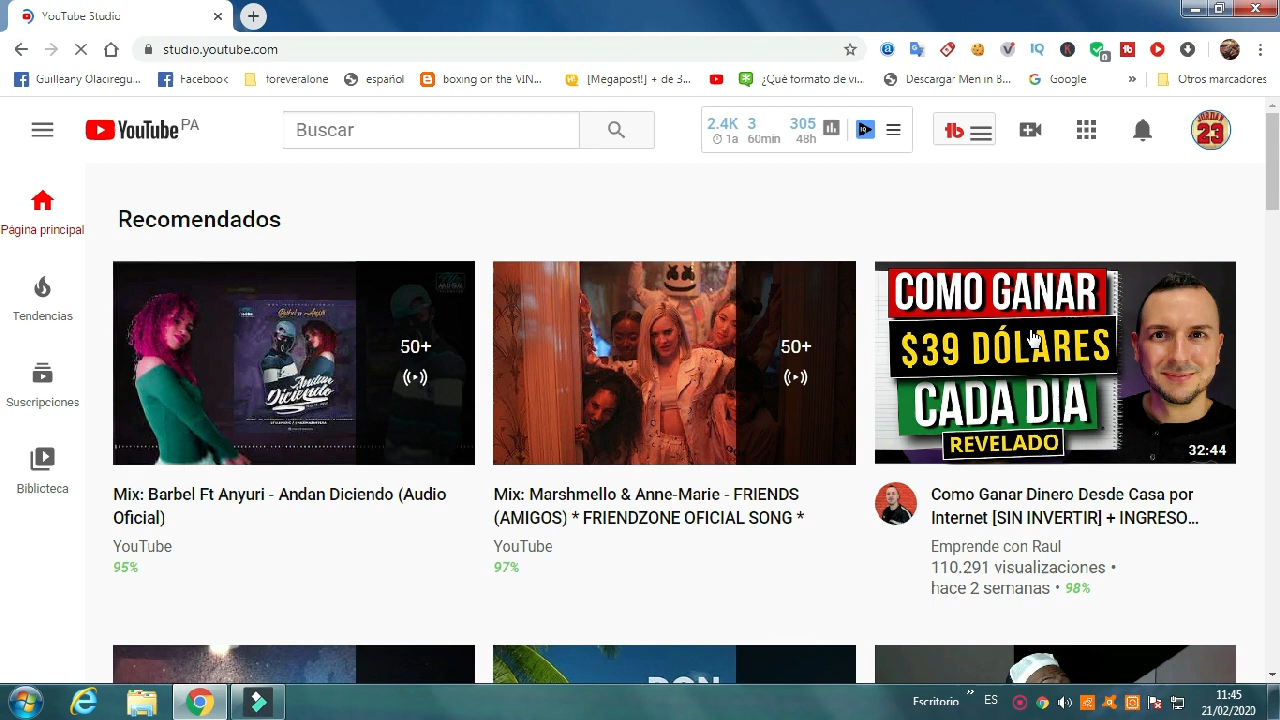 YouTube Studio
studio.youtube.com
Guilleany Olaciregu...
Facebook
foreveralone
español
boxing on the VIN...
[Megapost!] + de 3...
¿Qué formato de vi...
Descargar Men in B...
Google
»
Otros marcadores
YouTube PA
Buscar
2.4K 3 305
1a 60min 48h
Recomendados
Página principal
Tendencias
Suscripciones
Biblioteca
50+
50+
COMO GANAR
$39 DÓLARES
CADA DIA
REVELADO
32:44
Mix: Barbel Ft Anyuri - Andan Diciendo (Audio
Oficial)
YouTube
95%
Mix: Marshmello & Anne-Marie - FRIENDS
(AMIGOS) * FRIENDZONE OFICIAL SONG *
YouTube
97%
Como Ganar Dinero Desde Casa por
Internet [SIN INVERTIR] + INGRESO...
Emprende con Raul
110.291 visualizaciones •
hace 2 semanas • 98%
Escritorio
ES
11:45
21/02/2020